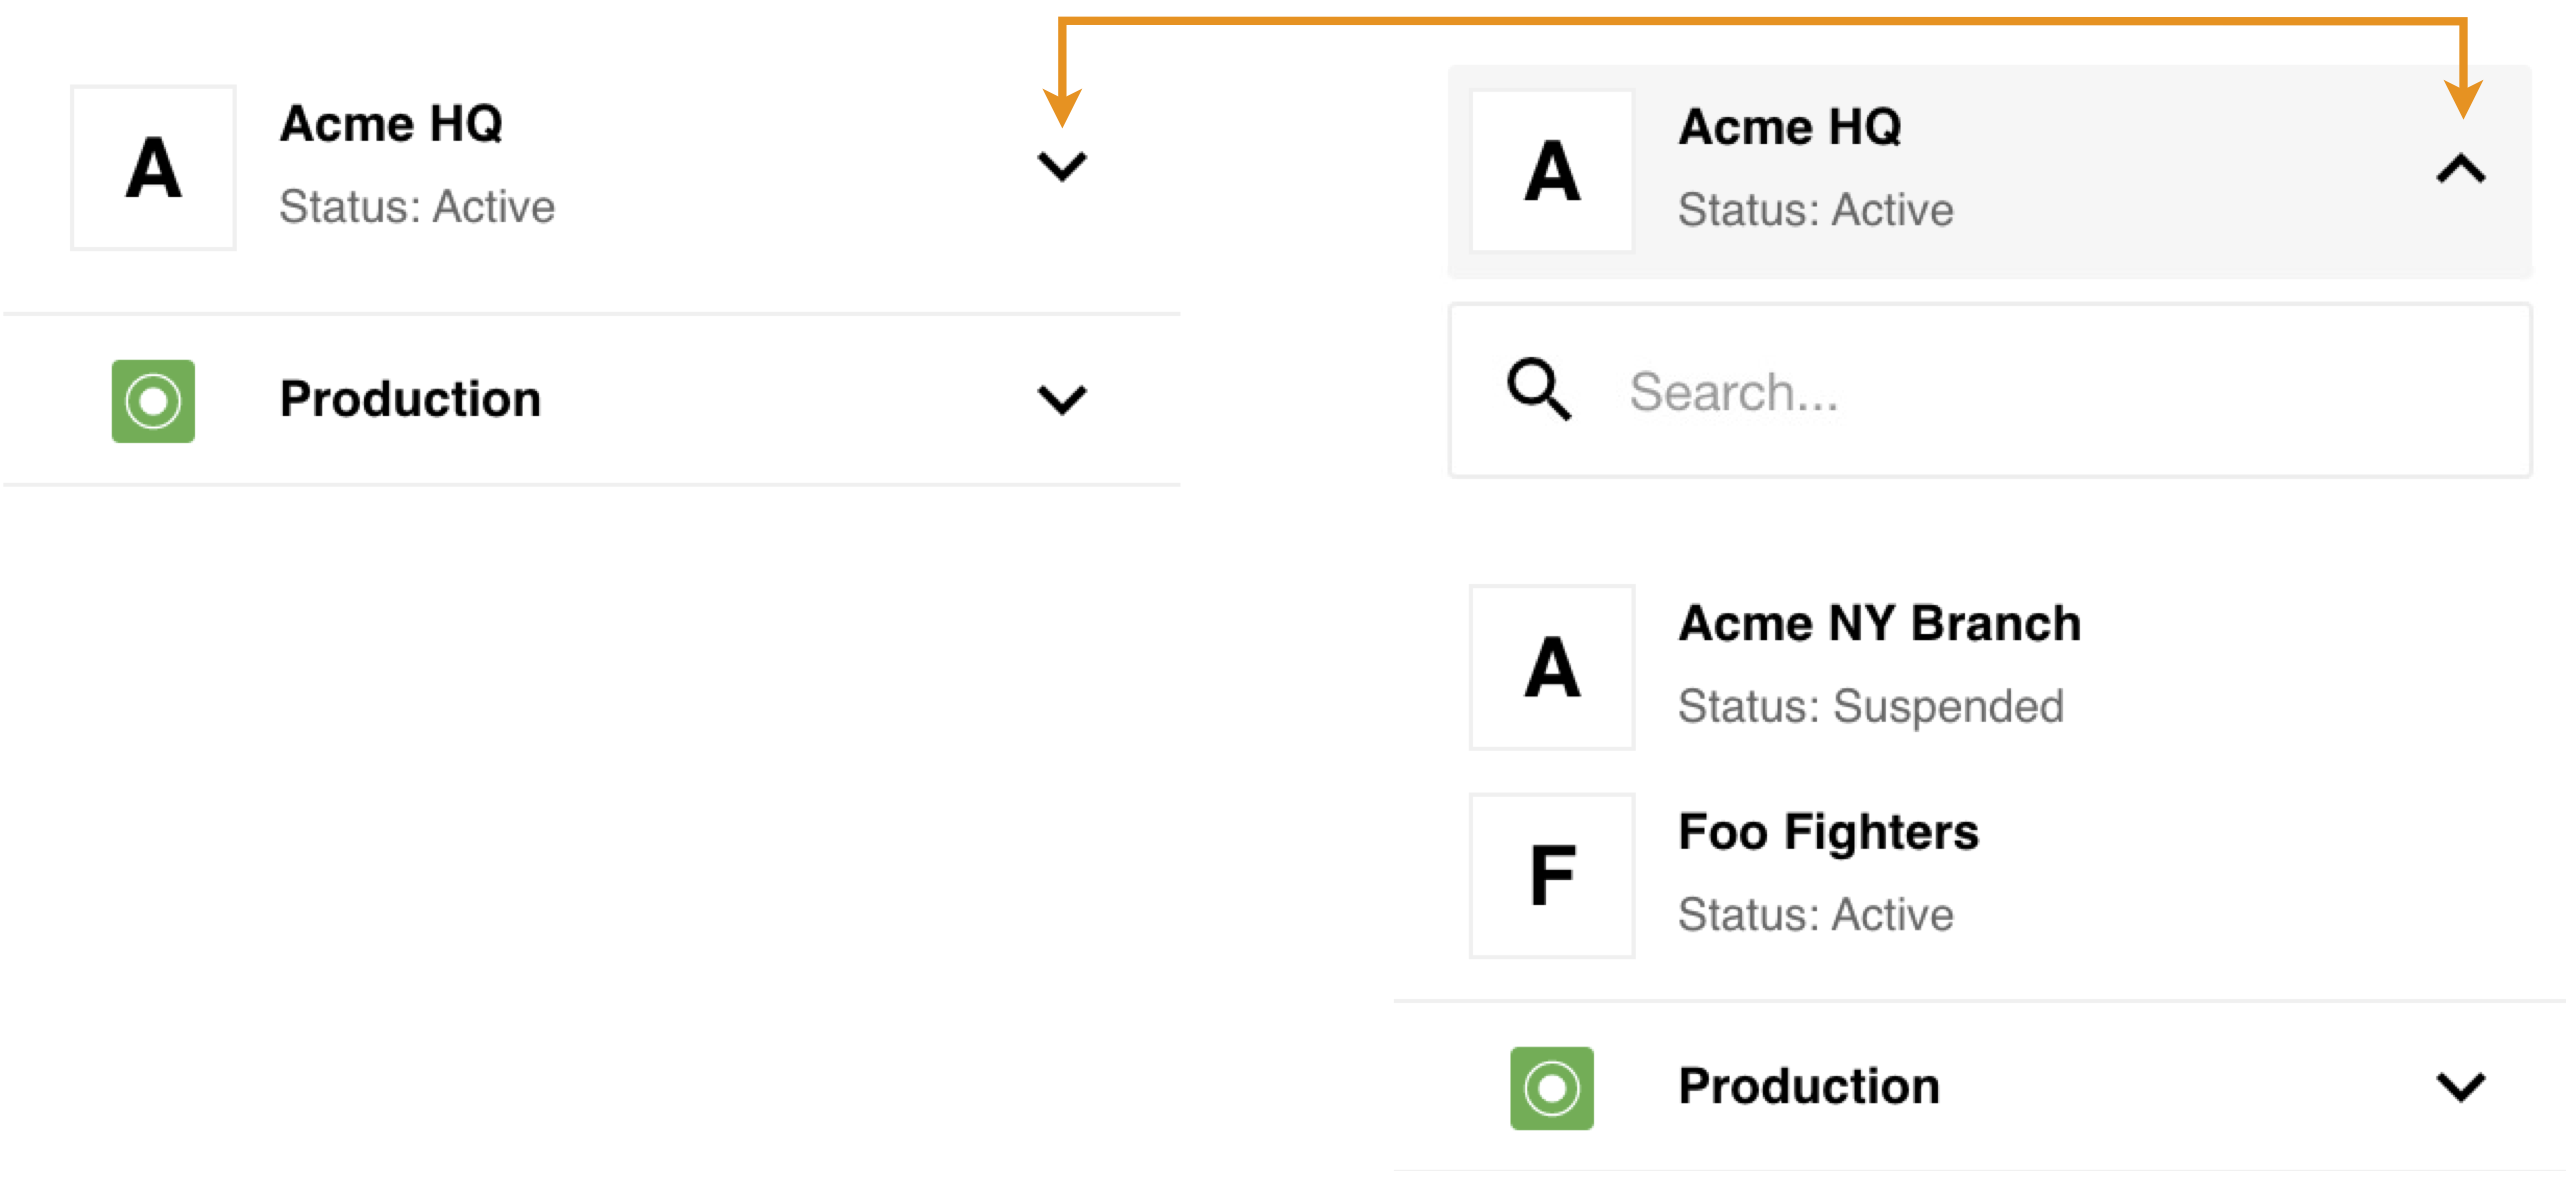 A
Acme HQ
Status: Active
Production
A
Acme HQ
Status: Active
Search...
A
Acme NY Branch
Status: Suspended
F
Foo Fighters
Status: Active
Production